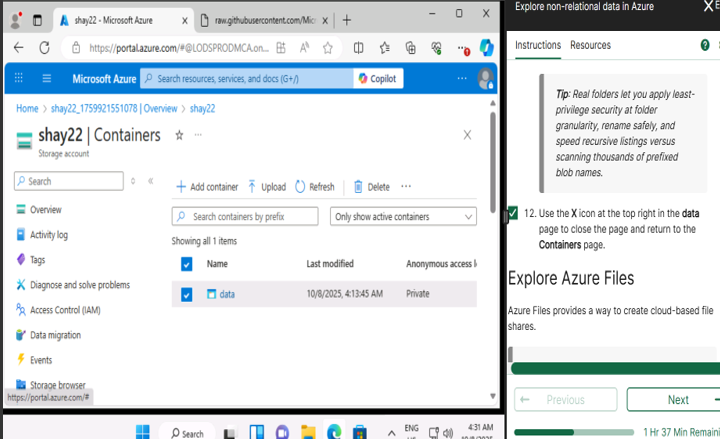 shay22 - Microsoft Azure
raw.githubusercontent.com/Mic
https://portal.azure.com/#@LODSPRODMCA.on...
Microsoft Azure
Search resources, services, and docs (G+/)
Copilot
Home > shay22_1759921551078 | Overview > shay22
shay22 | Containers
Storage account
Search
Overview
Activity log
Tags
Diagnose and solve problems
Access Control (IAM)
Data migration
Events
Storage browser
https://portal.azure.com/#
Add container
Upload
Refresh
Delete
Search containers by prefix
Only show active containers
Showing all 1 items
Name Last modified Anonymous access l
data 10/8/2025, 4:13:45 AM Private
Search
ENG
4:31 AM
Explore non-relational data in Azure
Instructions Resources
Tip: Real folders let you apply least-
privilege security at folder
granularity, rename safely, and
speed recursive listings versus
scanning thousands of prefixed
blob names.
12. Use the X icon at the top right in the data
page to close the page and return to the
Containers page.
Explore Azure Files
Azure Files provides a way to create cloud-based file
shares.
Previous
Next
1 Hr 37 Min Remaini